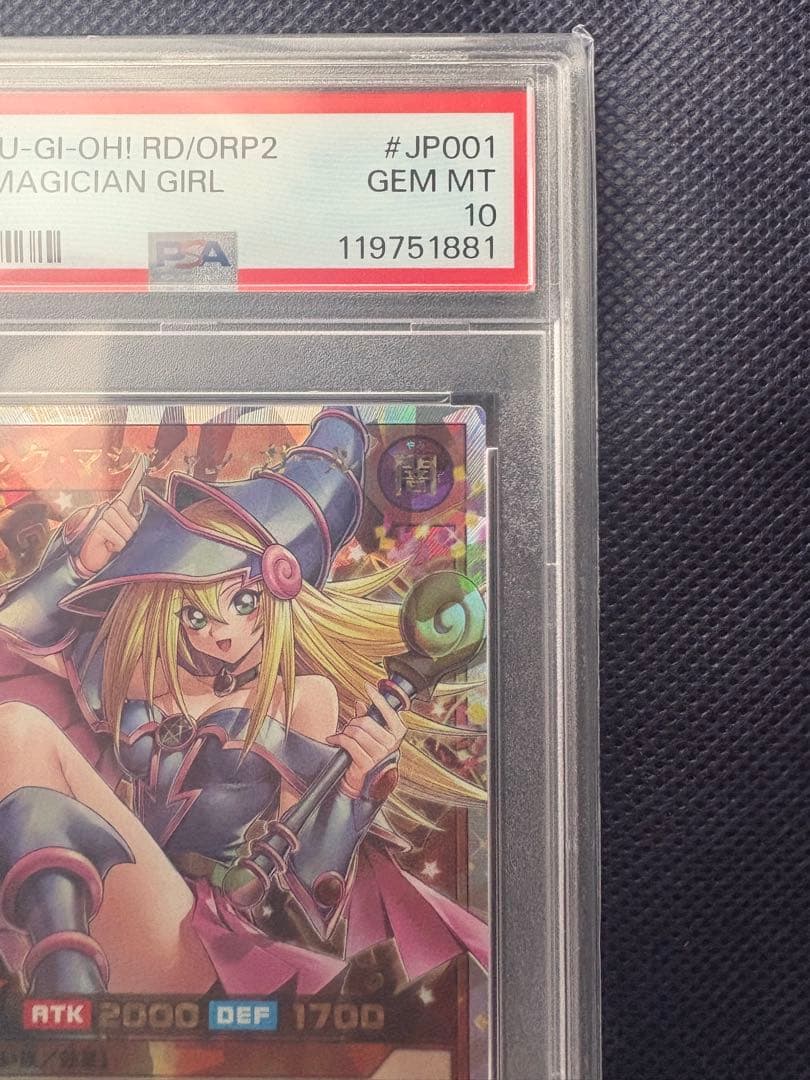 U-GI-OH! RD/ORP2 #JP001
MAGICIAN GIRL GEM MT
10
PSA 119751881
闇
ATK 2000 DEF 1700